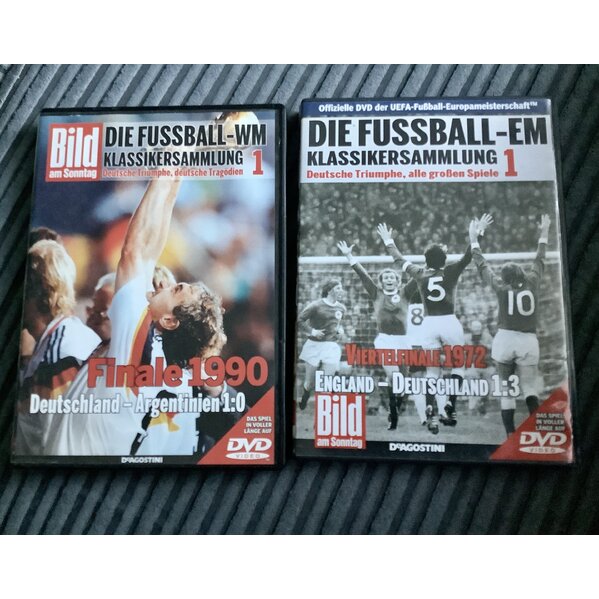 Bild
am Sonntag
DIE FUSSBALL-WM
KLASSIKERSAMMLUNG 1
Deutsche Triumphe, deutsche Tragödien
Finale 1990
Deutschland – Argentinien 1:0
DAS SPIEL
IN VOLLER
LÄNGE AUF
DVD
VIDEO
DeAGOSTINI
Offizielle DVD der UEFA-Fußball-Europameisterschaft™
DIE FUSSBALL-EM
KLASSIKERSAMMLUNG 1
Deutsche Triumphe, alle großen Spiele
5
8
10
VIERTELFINALE 1972
ENGLAND – DEUTSCHLAND 1:3
Bild
am Sonntag
DAS SPIEL
IN VOLLER
LÄNGE AUF
DVD
VIDEO
DeAGOSTINI